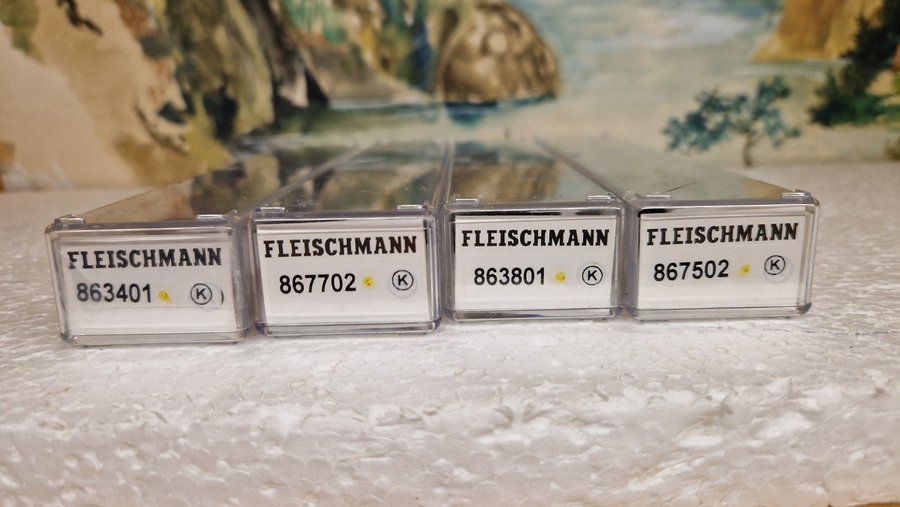 FLEISCHMANN
863401 K
FLEISCHMANN
867702 K
FLEISCHMANN
863801 K
FLEISCHMANN
867502 K